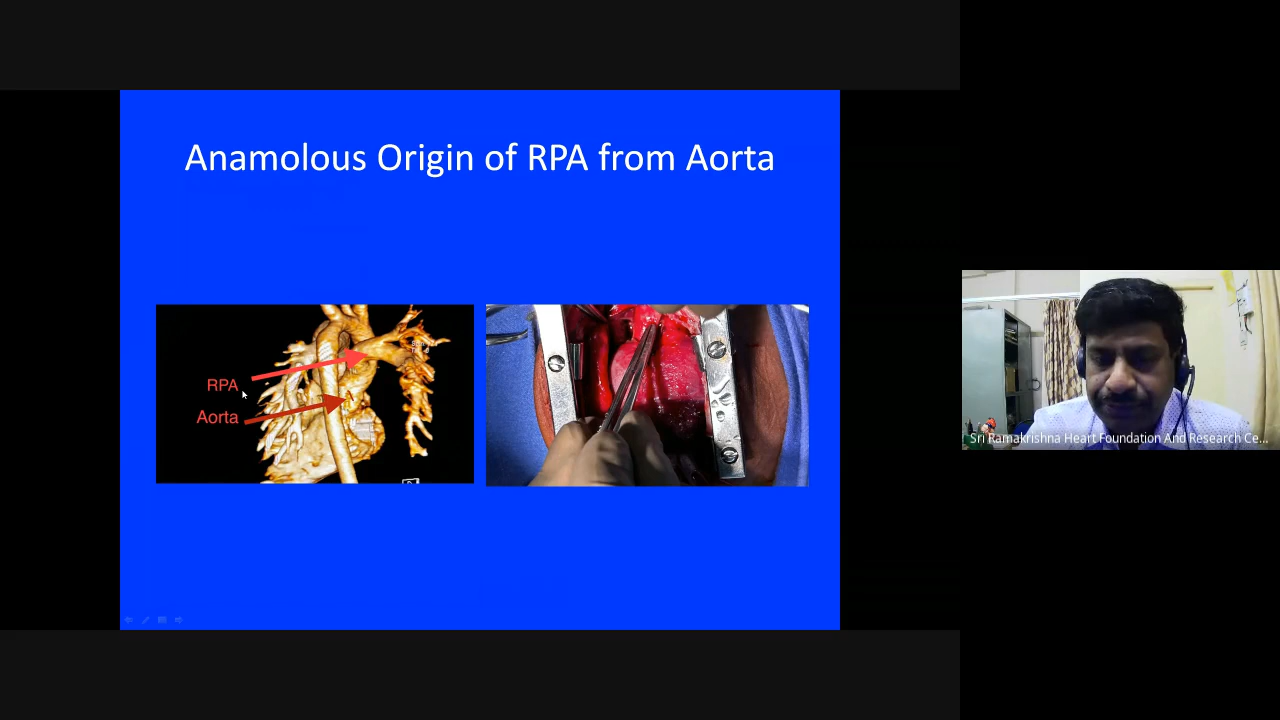 Anamolous Origin of RPA from Aorta
RPA
Aorta
Sri Ramakrishna Heart Foundation And Research Ce...